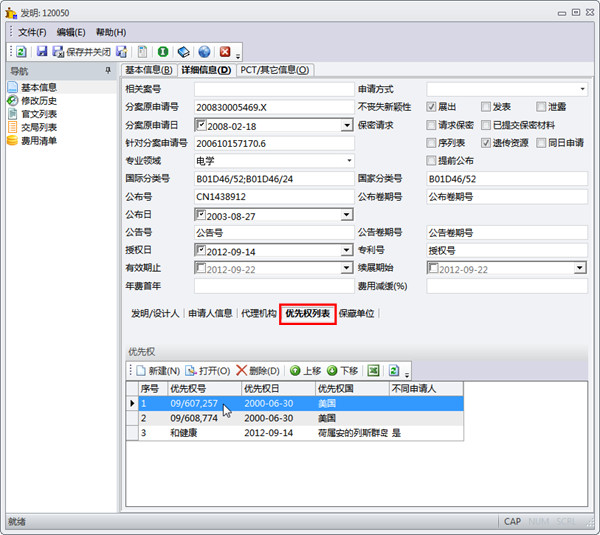 发明: 120050
文件(F) 编辑(E) 帮助(H)
保存并关闭
导航
基本信息
修改历史
官文列表
交局列表
费用清单
基本信息(B) 详细信息(D) PCT/其它信息(O)
相关案号 申请方式
分案原申请号 200830005469.X 不丧失新颖性 展出 发表 泄露
分案原申请日 2008-02-18 保密请求 请求保密 已提交保密材料
针对分案申请号 200610157170.6 序列表 遗传资源 同日申请
专业领域 电学 提前公布
国际分类号 B01D46/52;B01D46/24 国家分类号 B01D46/52
公布号 CN1438912 公布卷期号 公布卷期号
公布日 2003-08-27
公告号 公告号 公告卷期号 公告卷期号
授权日 2012-09-14 专利号 授权号
有效期止 2012-09-22 续展期始 2012-09-22
年费首年 费用减缓(%)
发明/设计人 申请人信息 代理机构 优先权列表 保藏单位
优先权
新建(N) 打开(O) 删除(D) 上移 下移
序号 优先权号 优先权日 优先权国 不同申请人
1 09/607,257 2000-06-30 美国
2 09/608,774 2000-06-30 美国
3 和健康 2012-09-14 荷属安的列斯群岛 是
就绪 CAP NUM SCRL